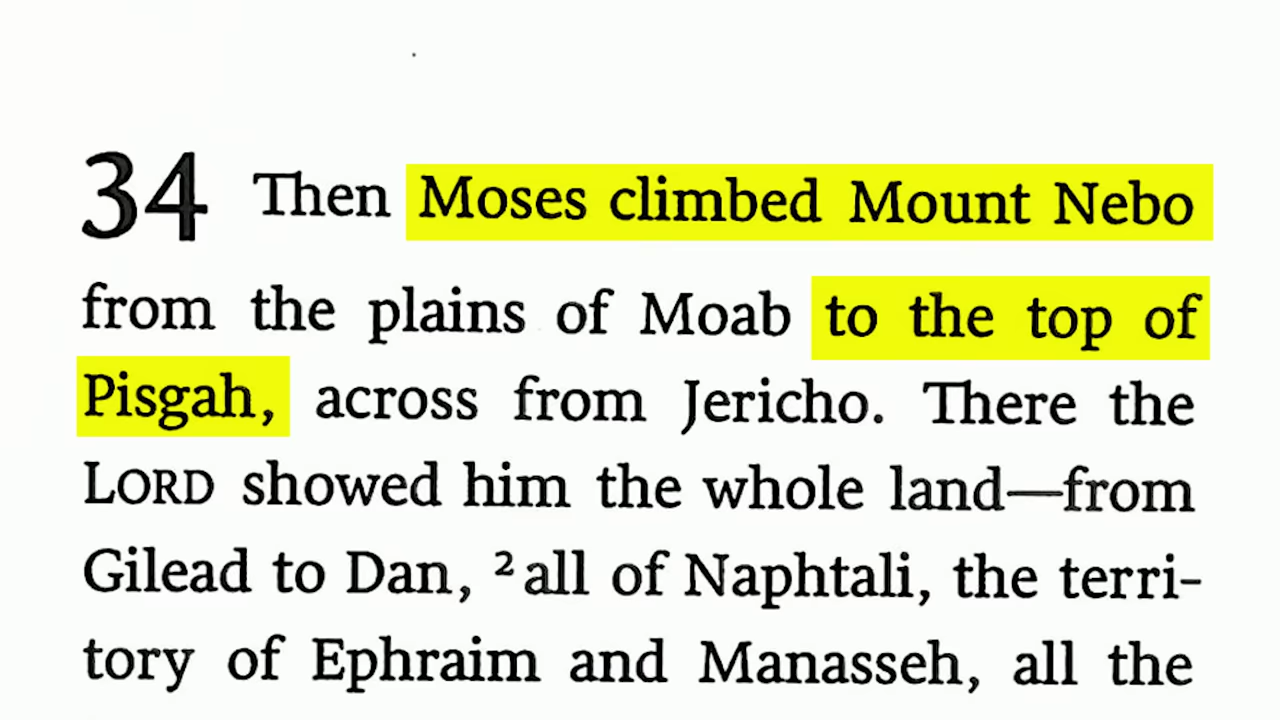 34 Then Moses climbed Mount Nebo
from the plains of Moab to the top of
Pisgah, across from Jericho. There the
LORD showed him the whole land—from
Gilead to Dan, ²all of Naphtali, the terri-
tory of Ephraim and Manasseh, all the